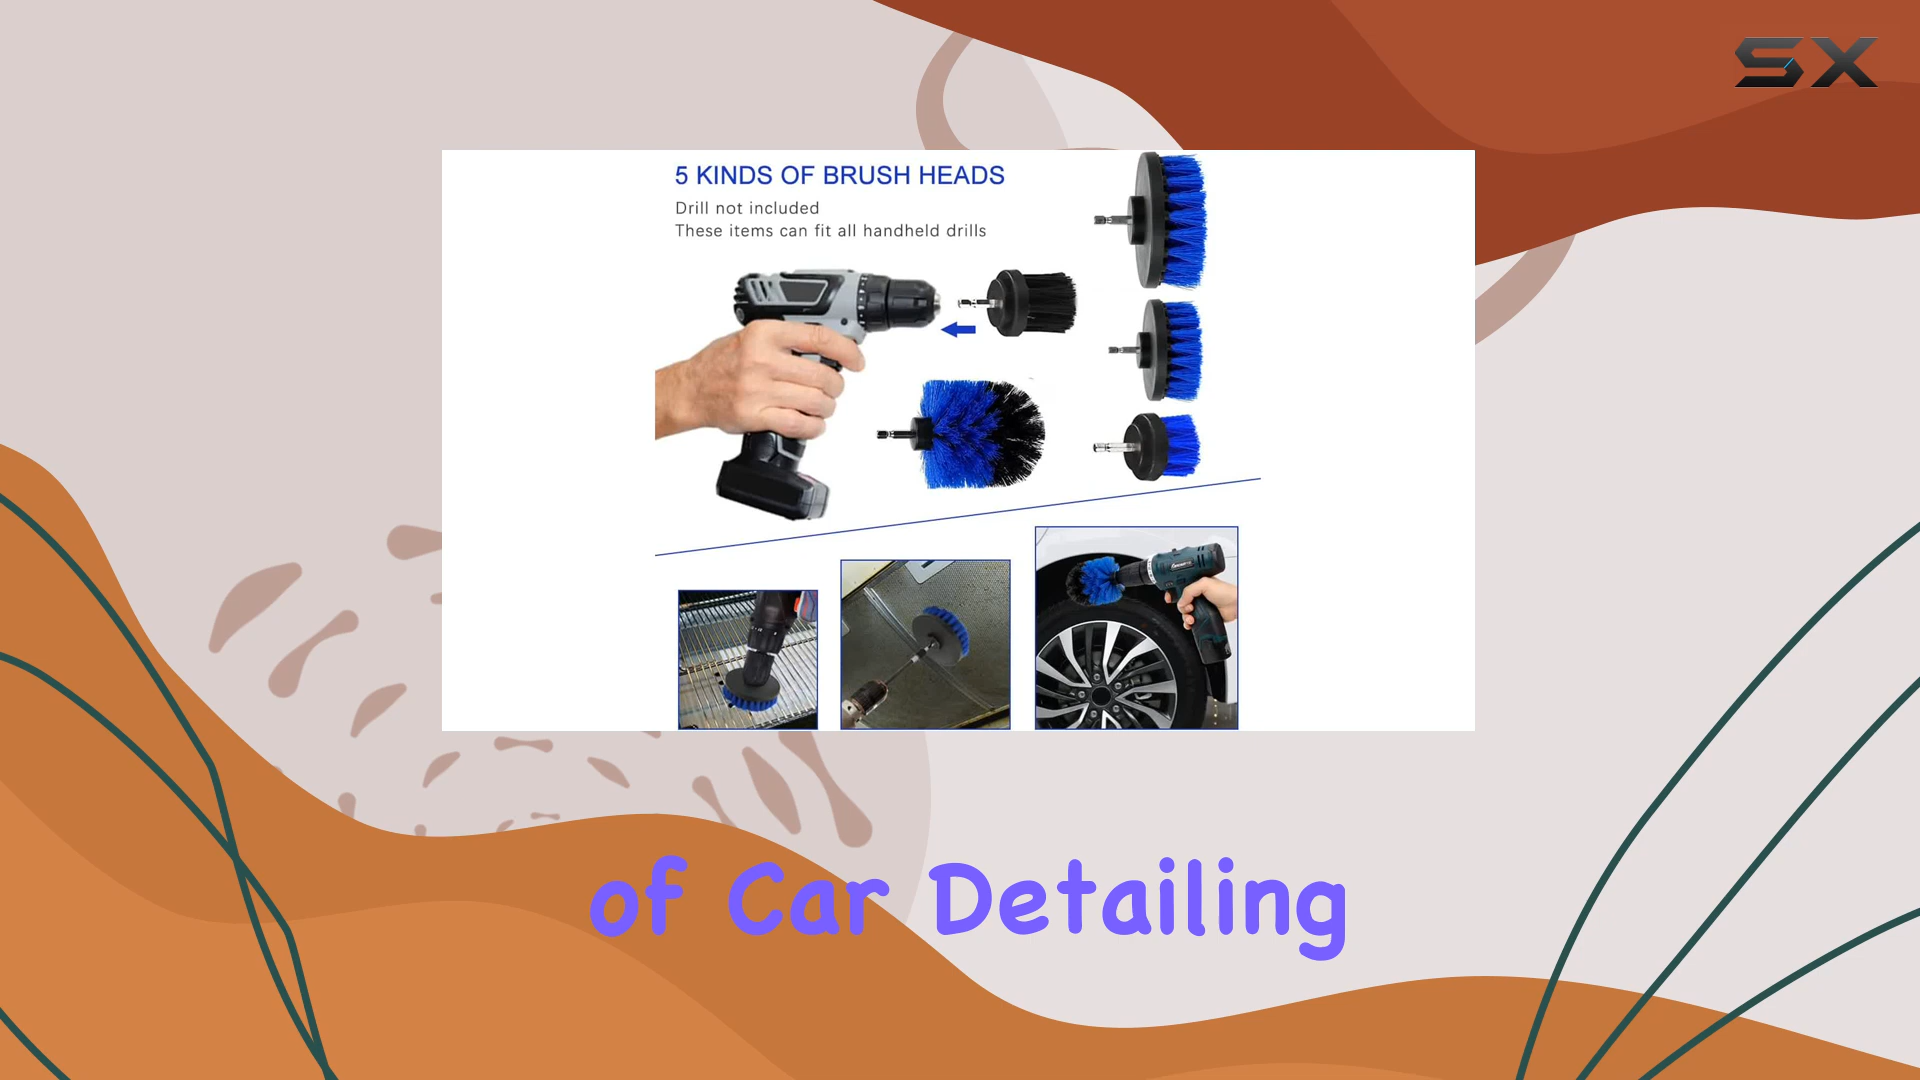 SX
5 KINDS OF BRUSH HEADS
Drill not included
These items can fit all handheld drills
of Car Detailing